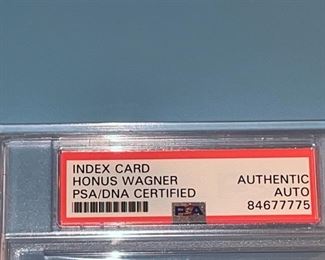 INDEX CARD
HONUS WAGNER
PSA/DNA CERTIFIED
AUTHENTIC
AUTO
84677775
PSA